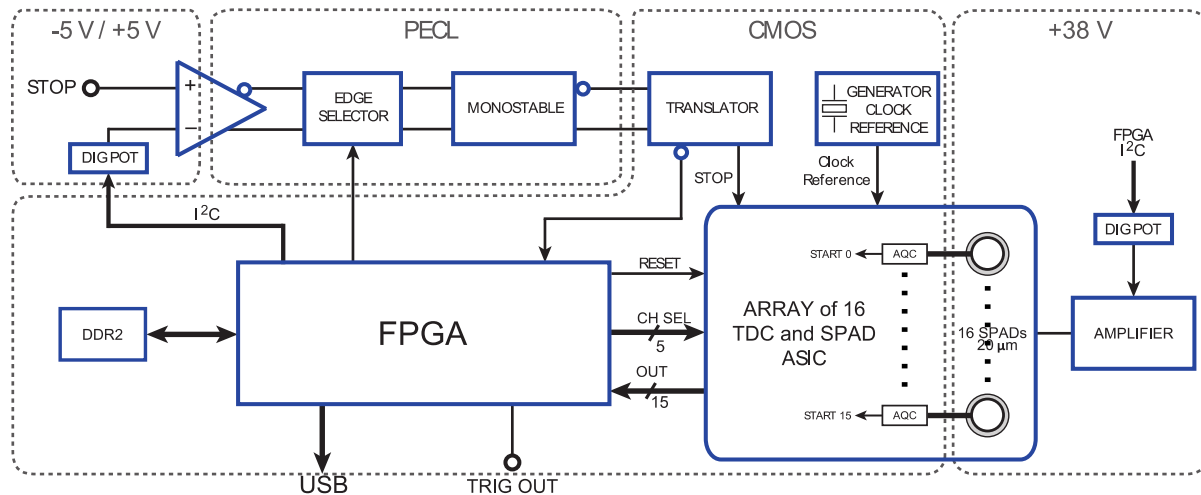 -5 V / +5 V
PECL
CMOS
+38 V
STOP
+
−
EDGE
SELECTOR
MONOSTABLE
TRANSLATOR
GENERATOR
CLOCK
REFERENCE
DIGPOT
STOP
Clock
Reference
FPGA
I²C
DIGPOT
I²C
DDR2
FPGA
RESET
CH SEL
5
OUT
15
ARRAY of 16
TDC and SPAD
ASIC
START 0
AQC
START 15
AQC
16 SPADs
20 µm
AMPLIFIER
USB
TRIG OUT